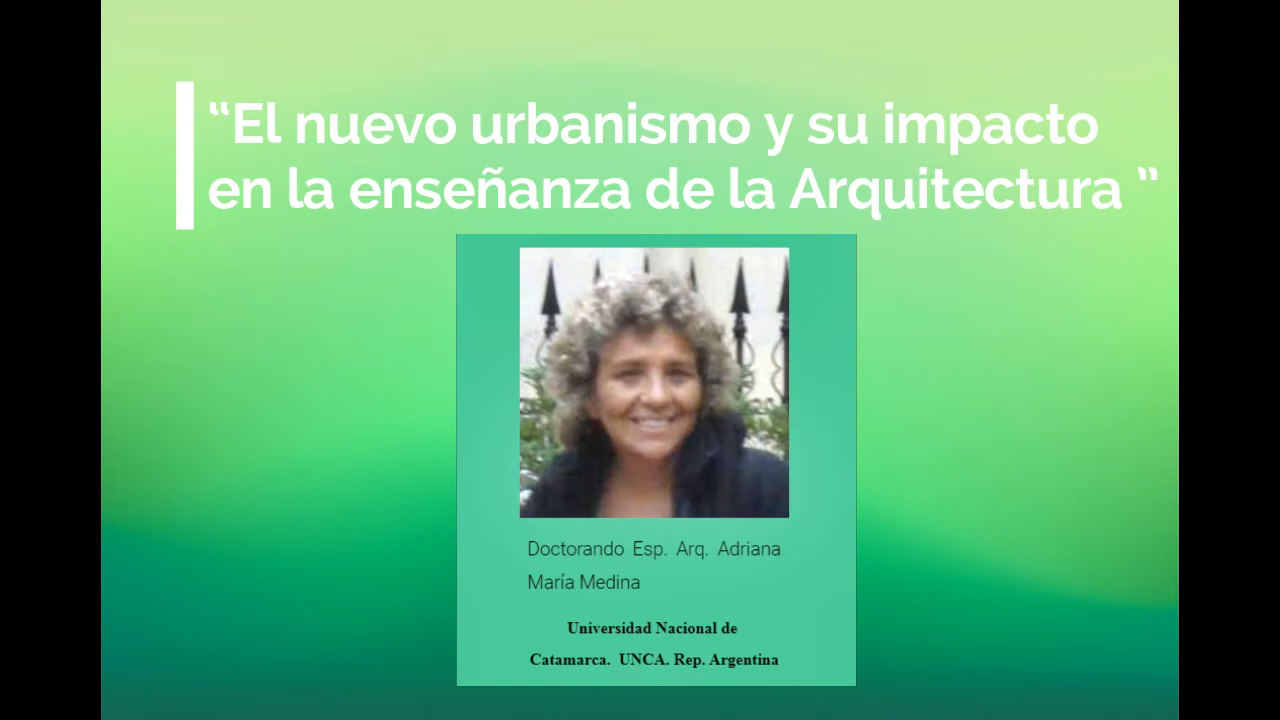 “El nuevo urbanismo y su impacto
en la enseñanza de la Arquitectura ”
Doctorando Esp. Arq. Adriana
María Medina
Universidad Nacional de
Catamarca. UNCA. Rep. Argentina